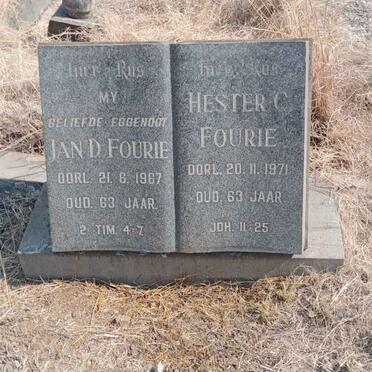 Hier Rus
MY
GELIEFDE EGGENOOT
JAN D. FOURIE
OORL. 21. 6. 1967
OUD. 63 JAAR.
2 TIM. 4:7
Hier Rus
HESTER C.
FOURIE
OORL. 20. 11. 1971
OUD. 63 JAAR.
JOH. 11:25